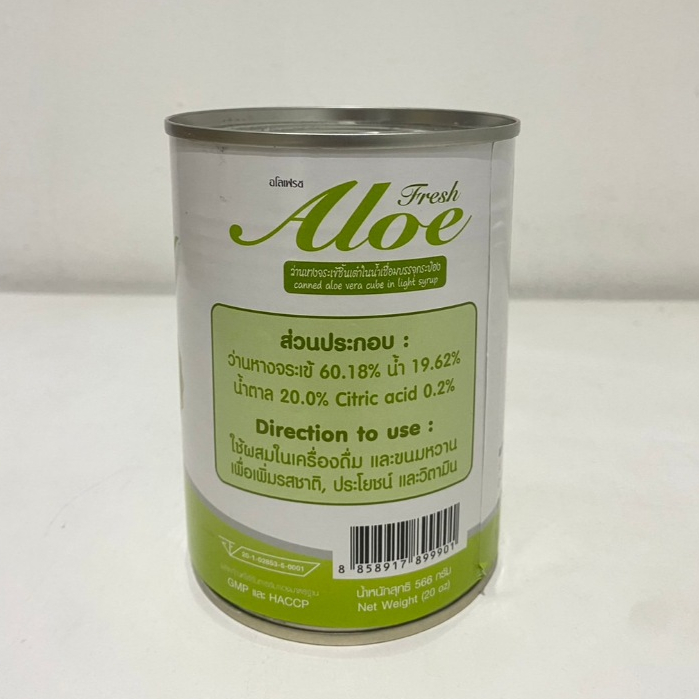 อโลเฟรช
Fresh
Aloe
ว่านหางจระเข้ชิ้นเต๋าในน้ำเชื่อมบรรจุกระป๋อง
canned aloe vera cube in light syrup
ส่วนประกอบ :
ว่านหางจระเข้ 60.18% น้ำ 19.62%
น้ำตาล 20.0% Citric acid 0.2%
Direction to use :
ใช้ผสมในเครื่องดื่ม และขนมหวาน
เพื่อเพิ่มรสชาติ, ประโยชน์ และวิตามิน
8 858917 899901
GMP และ HACCP
น้ำหนักสุทธิ 566 กรัม
Net Weight (20 oz)